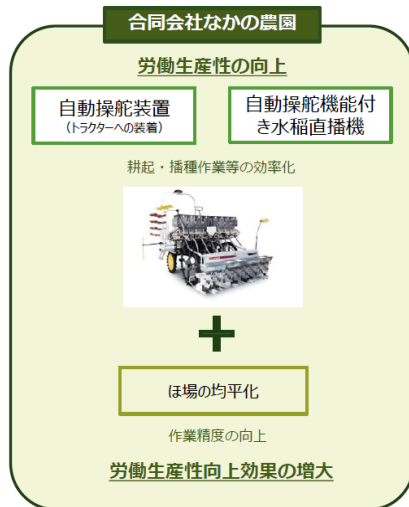 合同会社なかの農園
労働生産性の向上
自動操舵装置
（トラクターへの装着）
自動操舵機能付
き水稲直播機
耕起・播種作業等の効率化
ほ場の均平化
作業精度の向上
労働生産性向上効果の増大